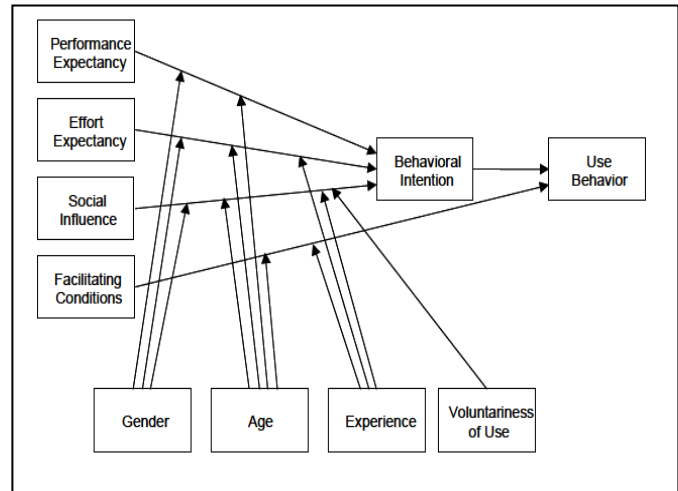 Performance
Expectancy
Effort
Expectancy
Social
Influence
Facilitating
Conditions
Behavioral
Intention
Use
Behavior
Gender
Age
Experience
Voluntariness
of Use